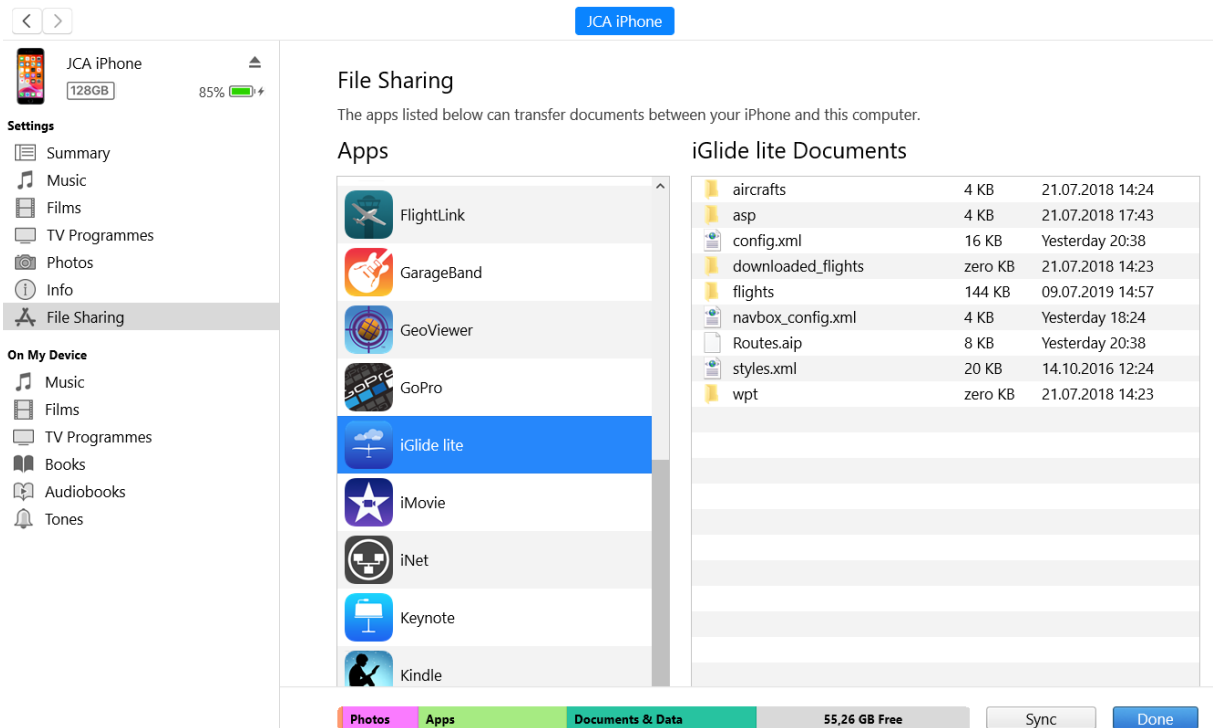 JCA iPhone
JCA iPhone
128GB
85%
Settings
Summary
Music
Films
TV Programmes
Photos
Info
File Sharing
On My Device
Music
Films
TV Programmes
Books
Audiobooks
Tones
File Sharing
The apps listed below can transfer documents between your iPhone and this computer.
Apps
FlightLink
GarageBand
GeoViewer
GoPro
GoPro
iGlide lite
iMovie
iNet
Keynote
Kindle
iGlide lite Documents
aircrafts 4 KB 21.07.2018 14:24
asp 4 KB 21.07.2018 17:43
config.xml 16 KB Yesterday 20:38
downloaded_flights zero KB 21.07.2018 14:23
flights 144 KB 09.07.2019 14:57
navbox_config.xml 4 KB Yesterday 18:24
Routes.aip 8 KB Yesterday 20:38
styles.xml 20 KB 14.10.2016 12:24
wpt zero KB 21.07.2018 14:23
Photos Apps Documents & Data 55,26 GB Free
Sync Done